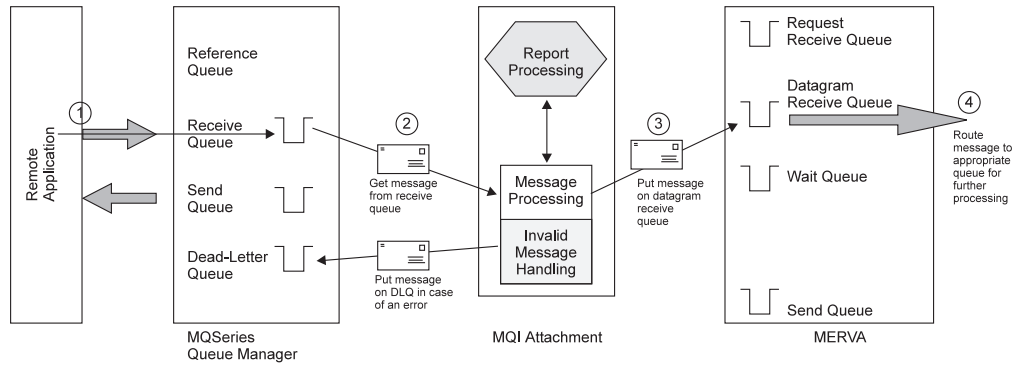 Remote
Application
1
Reference
Queue
Receive
Queue
Send
Queue
Dead-Letter
Queue
MQSeries
Queue Manager
2
Get message
from receive
queue
Put message
on DLQ in case
of an error
Report
Processing
Message
Processing
Invalid
Message
Handling
MQI Attachment
3
Put message
on datagram
receive
queue
Request
Receive Queue
Datagram
Receive Queue
Wait Queue
Send Queue
MERVA
4
Route
message to
appropriate
queue for
further
processing